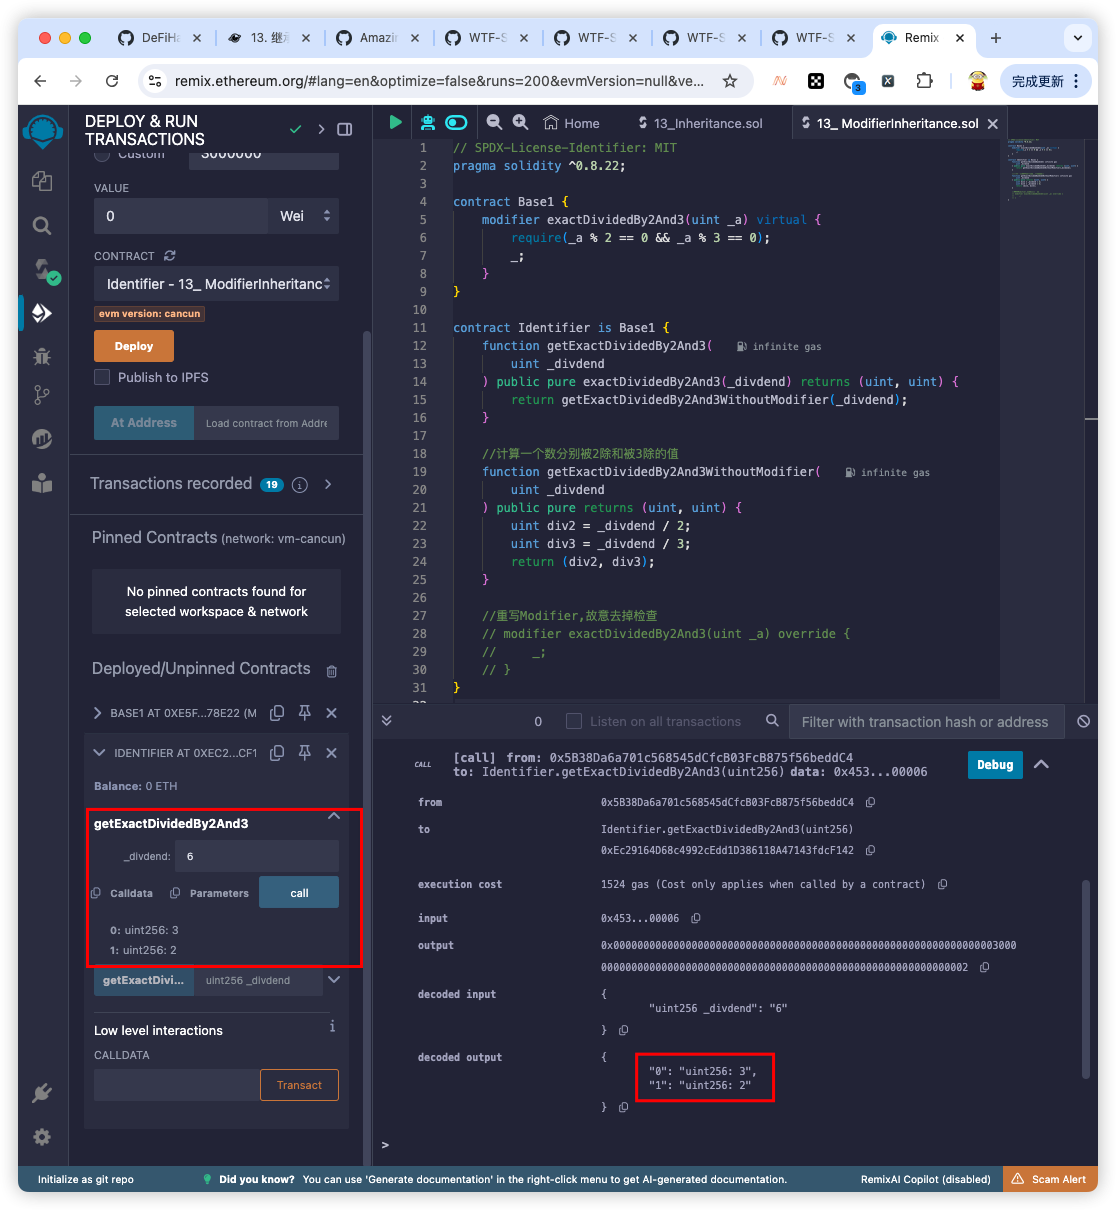 DeFiHa
13. 继承
Amazin
WTF-S
WTF-S
WTF-S
WTF-S
Remix
remix.ethereum.org/#lang=en&optimize=false&runs=200&evmVersion=null&ve...
3
完成更新
DEPLOY & RUN
TRANSACTIONS
Custom
3000000
VALUE
0
Wei
CONTRACT
Identifier - 13_ ModifierInheritanc
evm version: cancun
Deploy
Publish to IPFS
At Address
Load contract from Addre
Transactions recorded 19
Pinned Contracts (network: vm-cancun)
No pinned contracts found for
selected workspace & network
Deployed/Unpinned Contracts
BASE1 AT 0XE5F...78E22 (M
IDENTIFIER AT 0XEC2...CF1
Balance: 0 ETH
getExactDividedBy2And3
_divdend:
6
Calldata
Parameters
call
0: uint256: 3
1: uint256: 2
getExactDivi...
uint256 _divdend
Low level interactions
CALLDATA
Transact
Home
13_Inheritance.sol
13_ ModifierInheritance.sol
1 // SPDX-License-Identifier: MIT
2 pragma solidity ^0.8.22;
3
4 contract Base1 {
5 modifier exactDividedBy2And3(uint _a) virtual {
6 require(_a % 2 == 0 && _a % 3 == 0);
7 _;
8 }
9 }
10
11 contract Identifier is Base1 {
12 function getExactDividedBy2And3( infinite gas
13 uint _divdend
14 ) public pure exactDividedBy2And3(_divdend) returns (uint, uint) {
15 return getExactDividedBy2And3WithoutModifier(_divdend);
16 }
17
18 //计算一个数分别被2除和被3除的值
19 function getExactDividedBy2And3WithoutModifier( infinite gas
20 uint _divdend
21 ) public pure returns (uint, uint) {
22 uint div2 = _divdend / 2;
23 uint div3 = _divdend / 3;
24 return (div2, div3);
25 }
26
27 //重写Modifier,故意去掉检查
28 // modifier exactDividedBy2And3(uint _a) override {
29 // _;
30 // }
31 }
0
Listen on all transactions
Filter with transaction hash or address
CALL
[call] from: 0x5B38Da6a701c568545dCfcB03FcB875f56beddC4
to: Identifier.getExactDividedBy2And3(uint256) data: 0x453...00006
Debug
from
0x5B38Da6a701c568545dCfcB03FcB875f56beddC4
to
Identifier.getExactDividedBy2And3(uint256)
0xEc29164D68c4992cEdd1D386118A47143fdcF142
execution cost
1524 gas (Cost only applies when called by a contract)
input
0x453...00006
output
0x0000000000000000000000000000000000000000000000000000000000000003000
0000000000000000000000000000000000000000000000000000000000002
decoded input
{
"uint256 _divdend": "6"
}
decoded output
{
"0": "uint256: 3",
"1": "uint256: 2"
}
>
Initialize as git repo
Did you know? You can use 'Generate documentation' in the right-click menu to get AI-generated documentation.
RemixAI Copilot (disabled)
Scam Alert